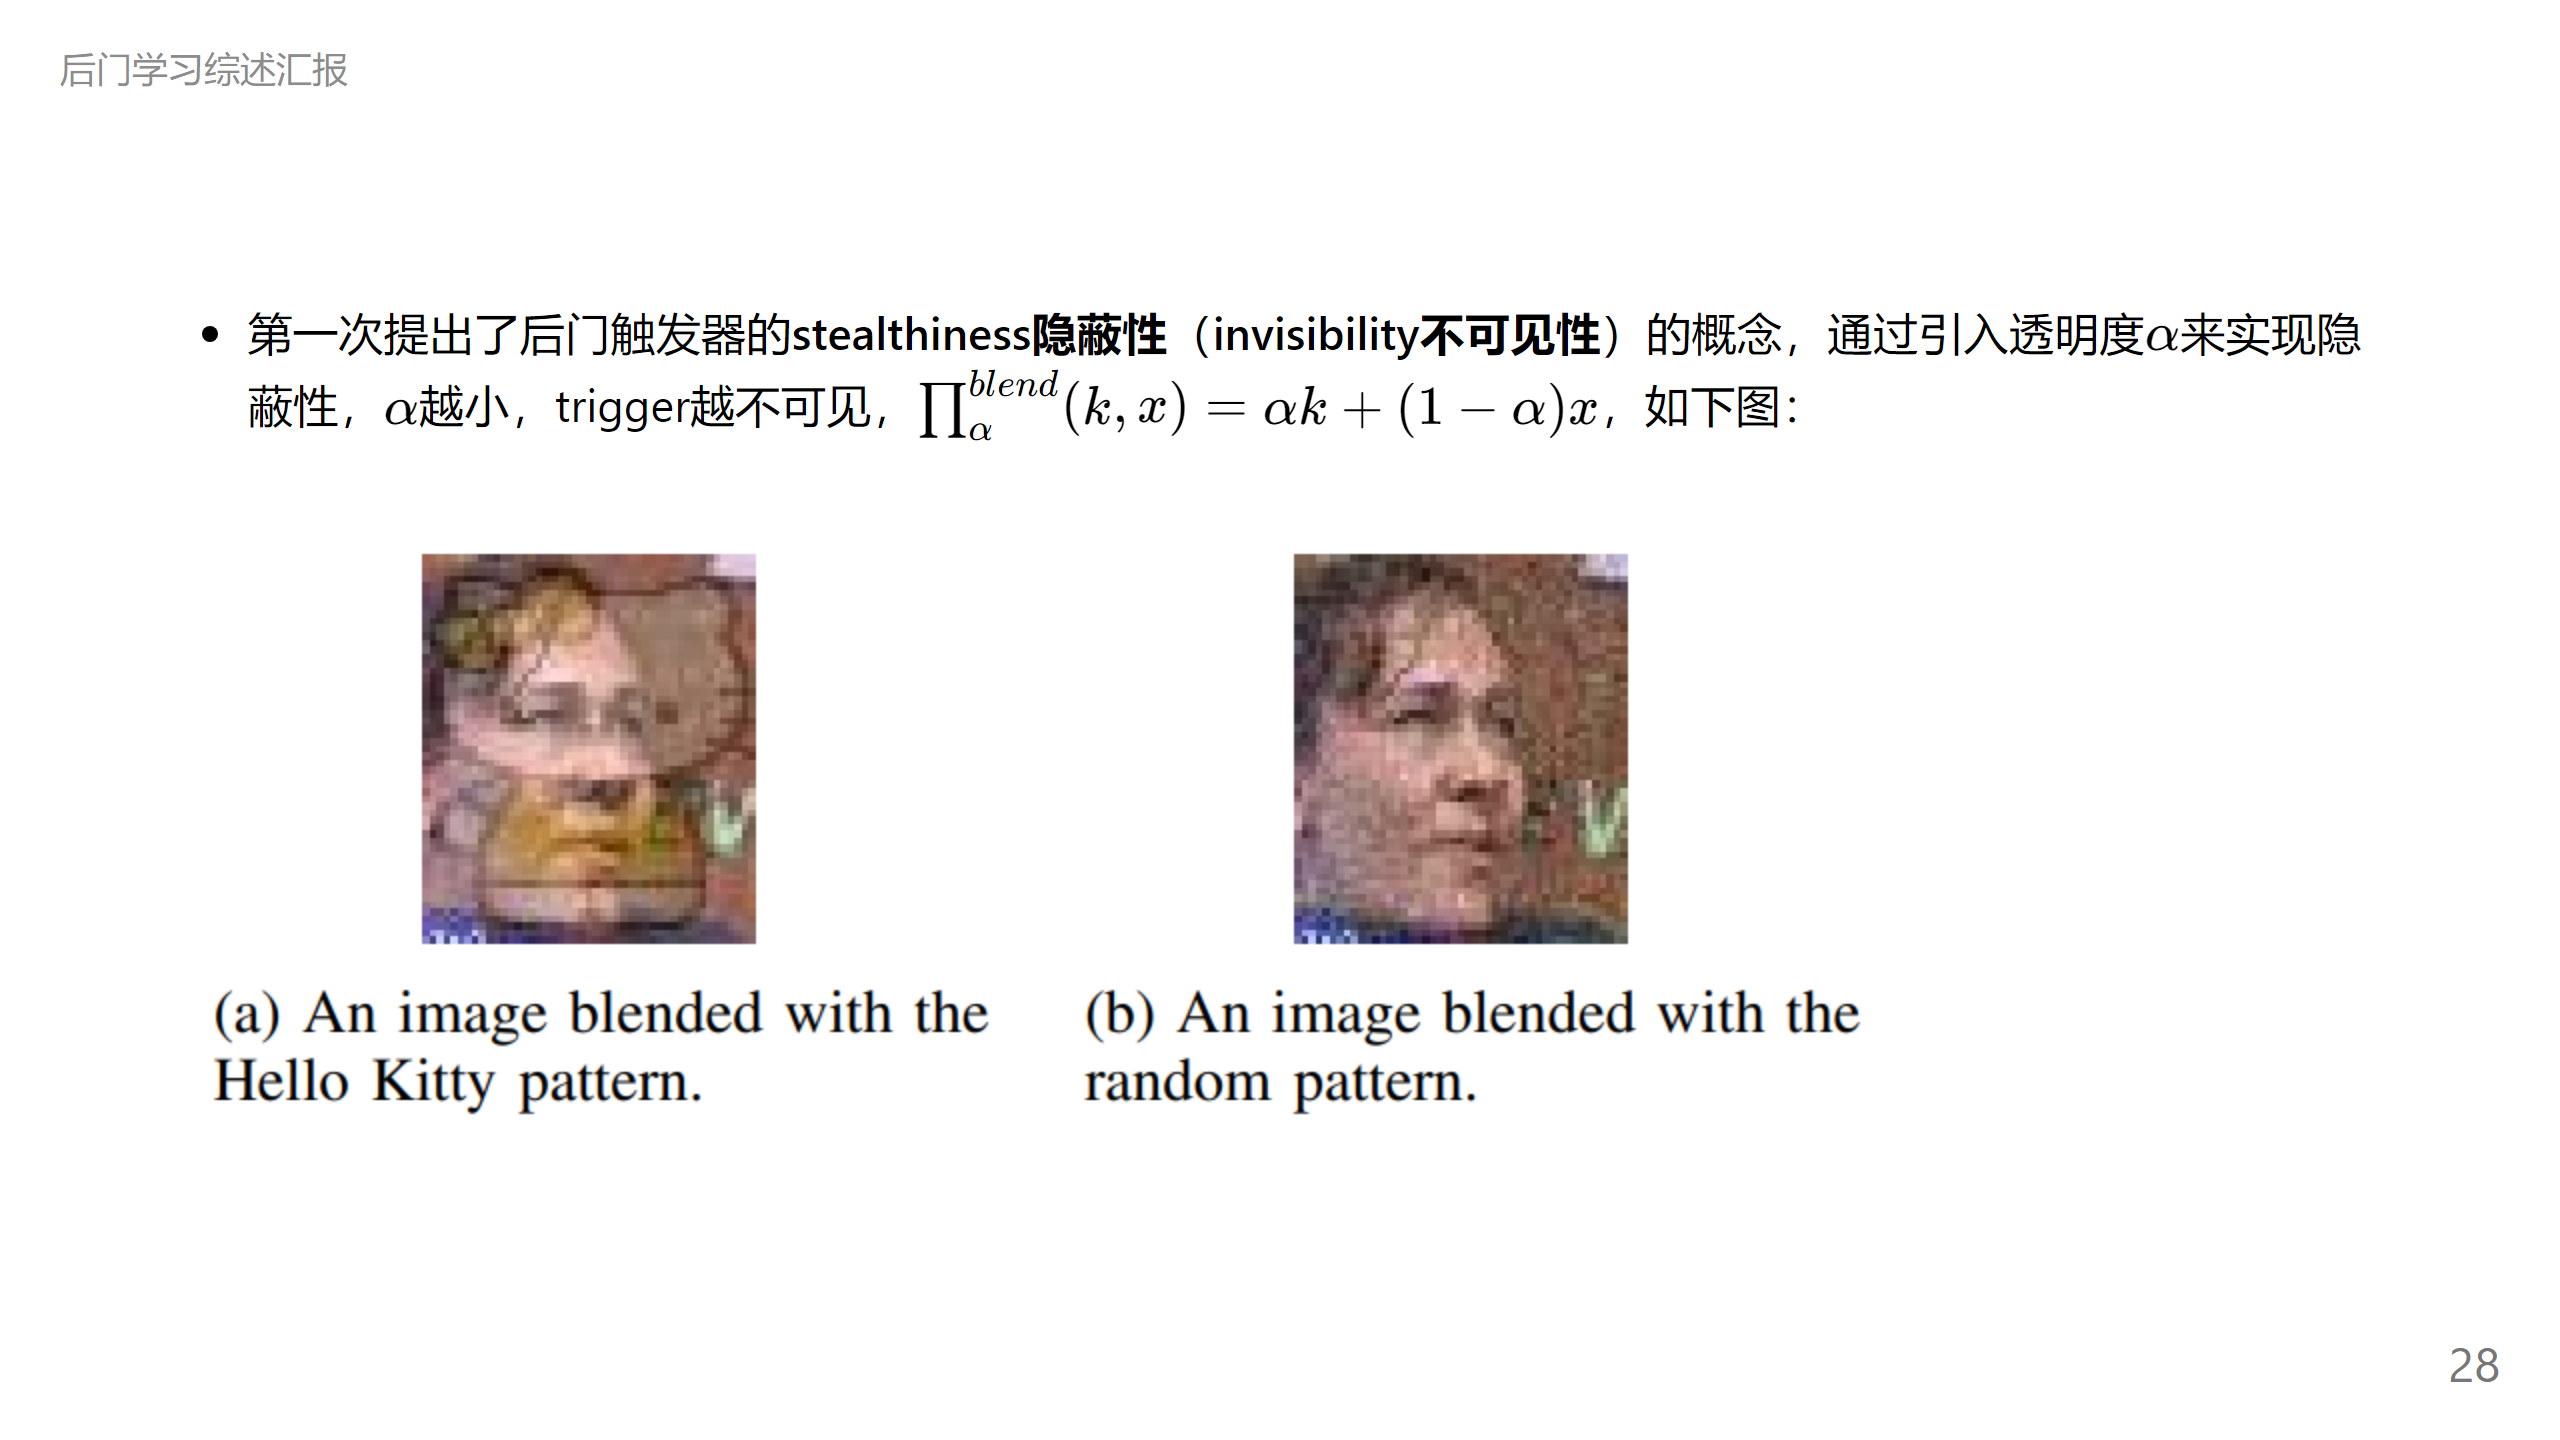 后门学习综述汇报
• 第一次提出了后门触发器的stealthiness隐蔽性（invisibility不可见性）的概念，通过引入透明度α来实现隐
蔽性，α越小，trigger越不可见，∏_α^{blend}(k, x) = αk + (1 − α)x，如下图：
(a) An image blended with the
Hello Kitty pattern.
(b) An image blended with the
random pattern.
28